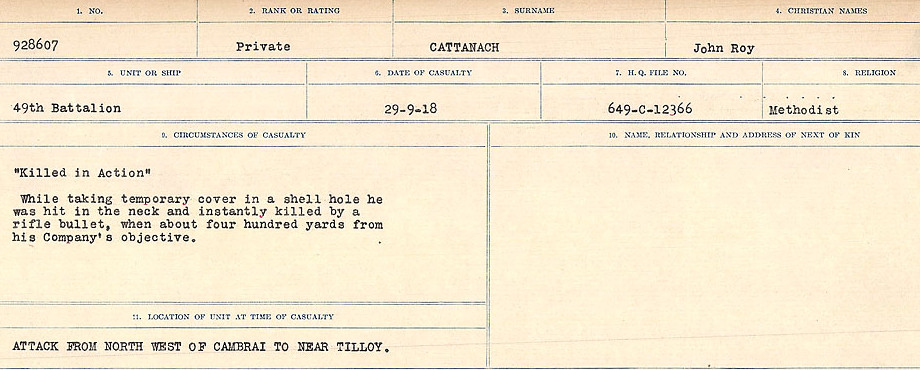 1. NO. 2. RANK OR RATING 3. SURNAME 4. CHRISTIAN NAMES
928607 Private CATTANACH John Roy
5. UNIT OR SHIP 6. DATE OF CASUALTY 7. H. Q. FILE NO. 8. RELIGION
49th Battalion 29-9-18 649-C-12366 Methodist
9. CIRCUMSTANCES OF CASUALTY 10. NAME, RELATIONSHIP AND ADDRESS OF NEXT OF KIN
"Killed in Action"
While taking temporary cover in a shell hole he
was hit in the neck and instantly killed by a
rifle bullet, when about four hundred yards from
his Company's objective.
11. LOCATION OF UNIT AT TIME OF CASUALTY
ATTACK FROM NORTH WEST OF CAMBRAI TO NEAR TILLOY.